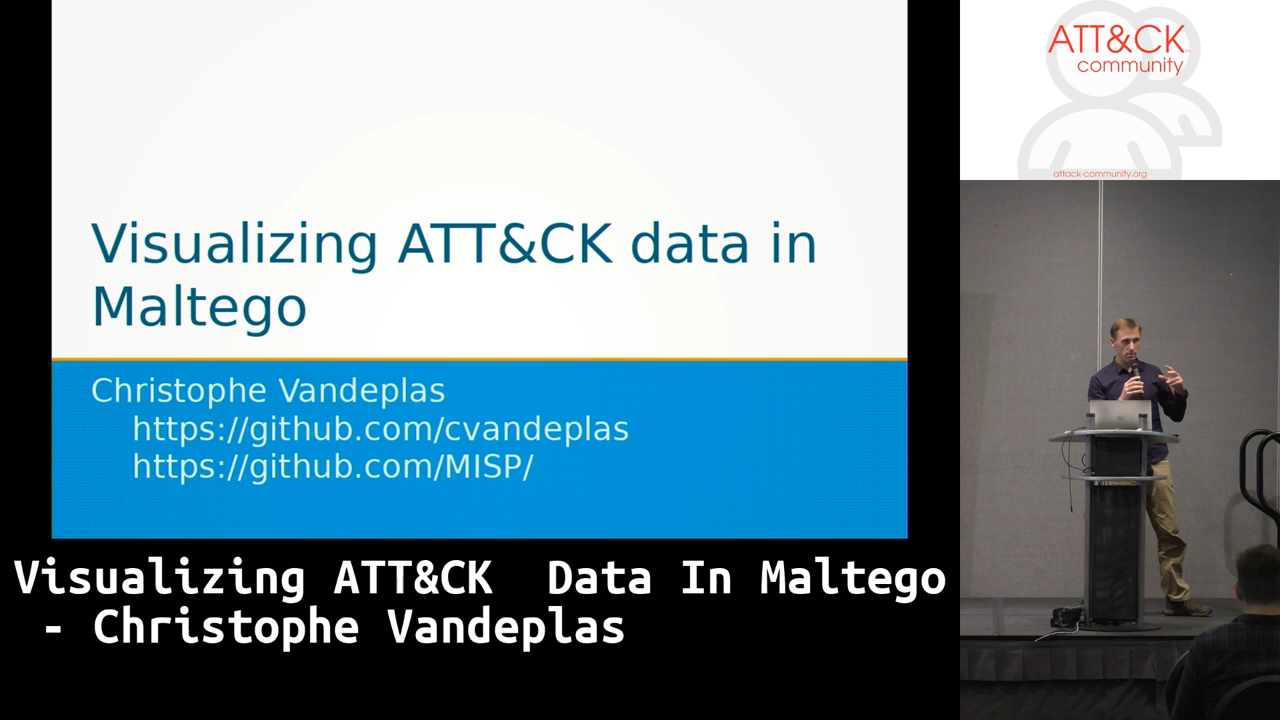 Visualizing ATT&CK data in
Maltego
Christophe Vandeplas
https://github.com/cvandeplas
https://github.com/MISP/
Visualizing ATT&CK  Data In Maltego
- Christophe Vandeplas
ATT&CK
community
attack-community.org